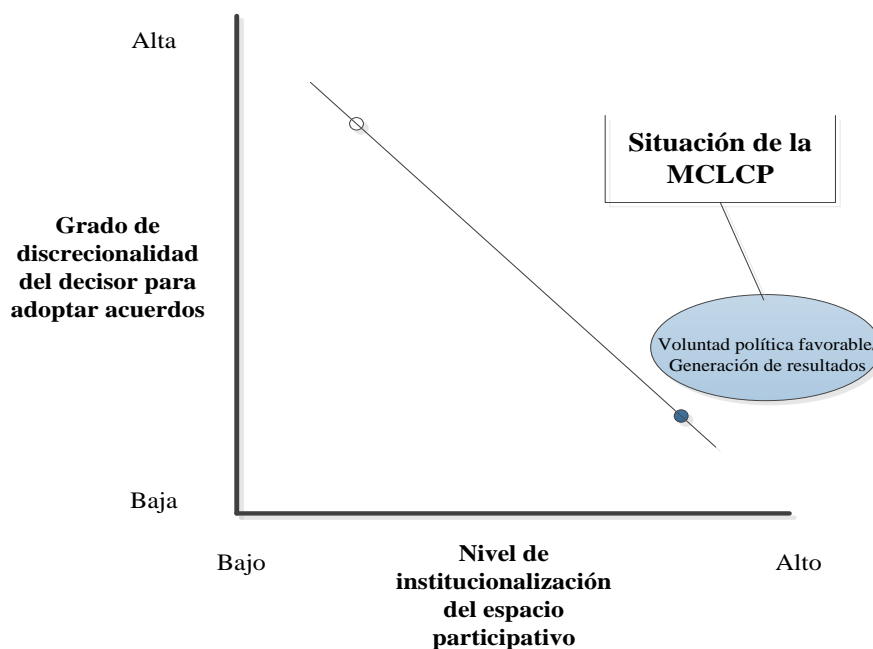 Alta
Situación de la
MCLCP
Grado de
discrecionalidad
del decisor para
adoptar acuerdos
Voluntad política favorable.
Generación de resultados
Baja
Bajo
Nivel de
institucionalización
del espacio
participativo
Alto